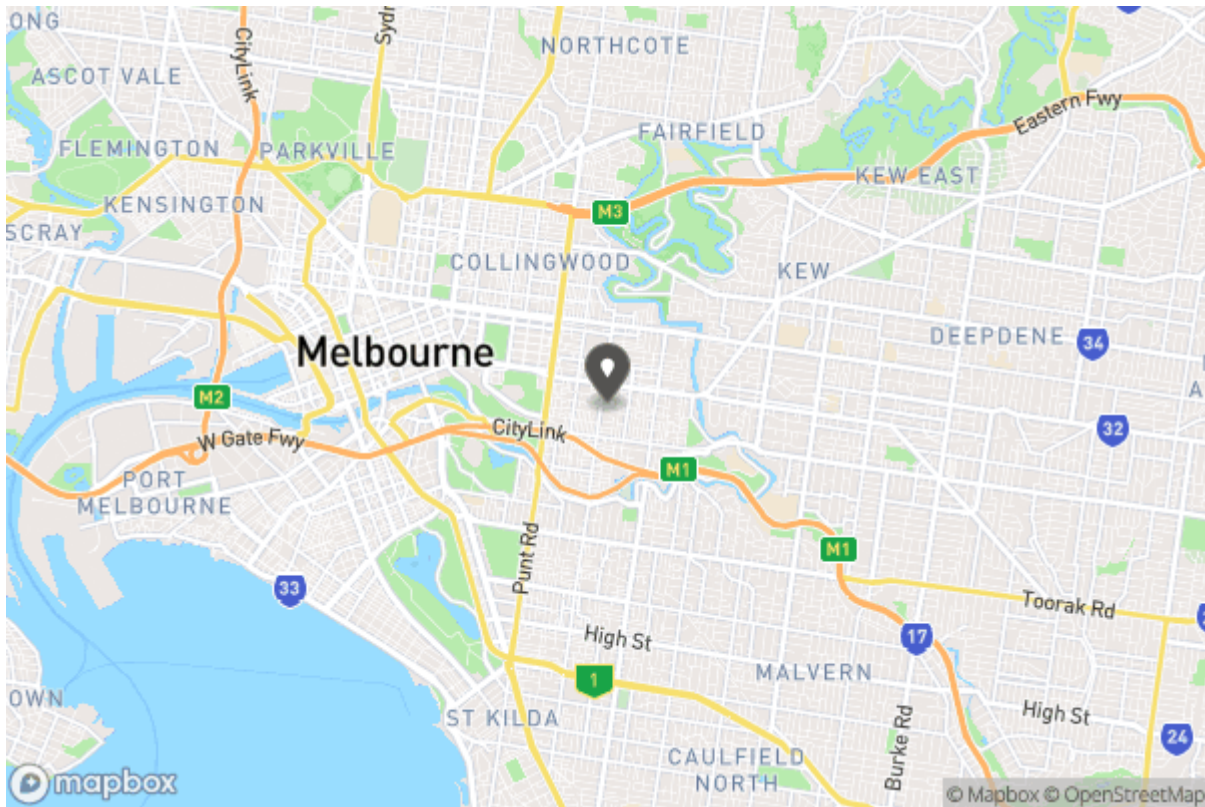 ONG
CityLink
Sydn
NORTHCOTE
ASCOT VALE
Eastern Fwy
FAIRFIELD
FLEMINGTON
PARKVILLE
KEW EAST
KENSINGTON
M3
SCRAY
COLLINGWOOD
KEW
DEEPDENE
34
Melbourne
M2
CityLink
32
W Gate Fwy
M1
PORT
MELBOURNE
Punt Rd
M1
33
Toorak Rd
High St
17
MALVERN
1
OWN
ST KILDA
Burke Rd
High St
24
CAULFIELD
NORTH
mapbox
© Mapbox © OpenStreetMap